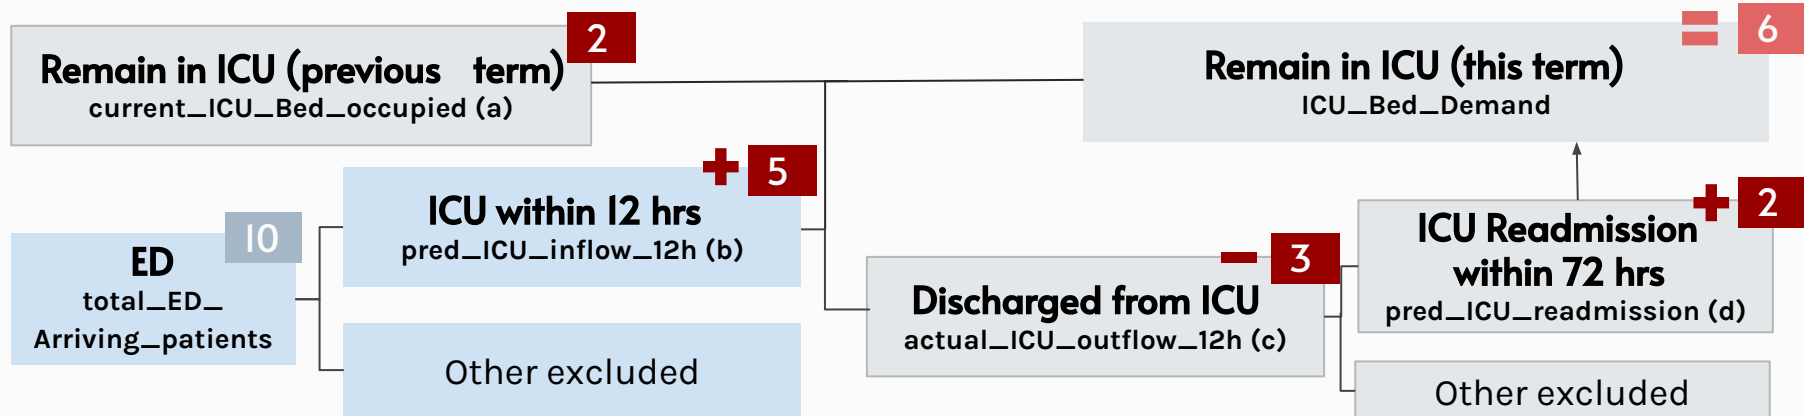 2
Remain in ICU (previous term)
current_ICU_Bed_occupied (a)
= 6
Remain in ICU (this term)
ICU_Bed_Demand
+ 5
ICU within 12 hrs
pred_ICU_inflow_12h (b)
10
ED
total_ED_
Arriving_patients
Other excluded
- 3
Discharged from ICU
actual_ICU_outflow_12h (c)
+ 2
ICU Readmission
within 72 hrs
pred_ICU_readmission (d)
Other excluded